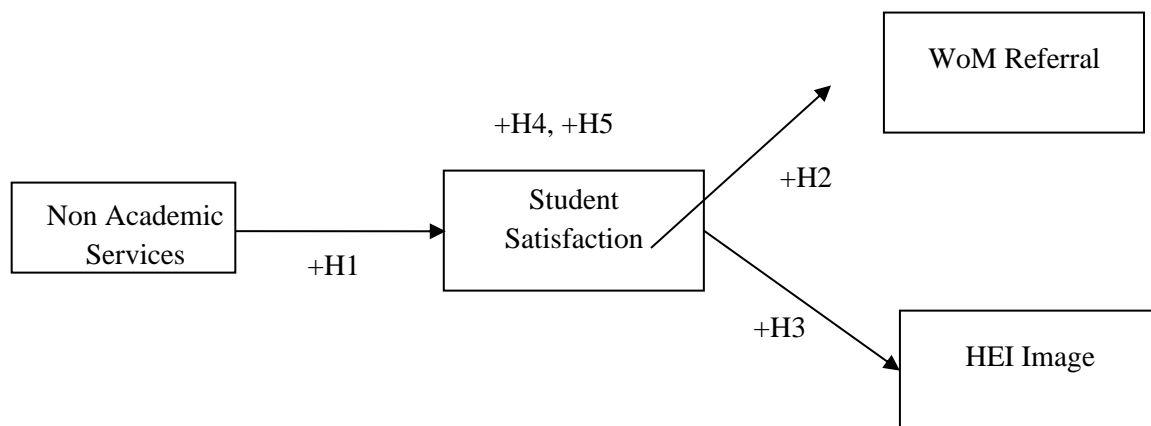 WoM Referral
+H4, +H5
+H2
Student
Satisfaction
Non Academic
Services
+H1
+H3
HEI Image